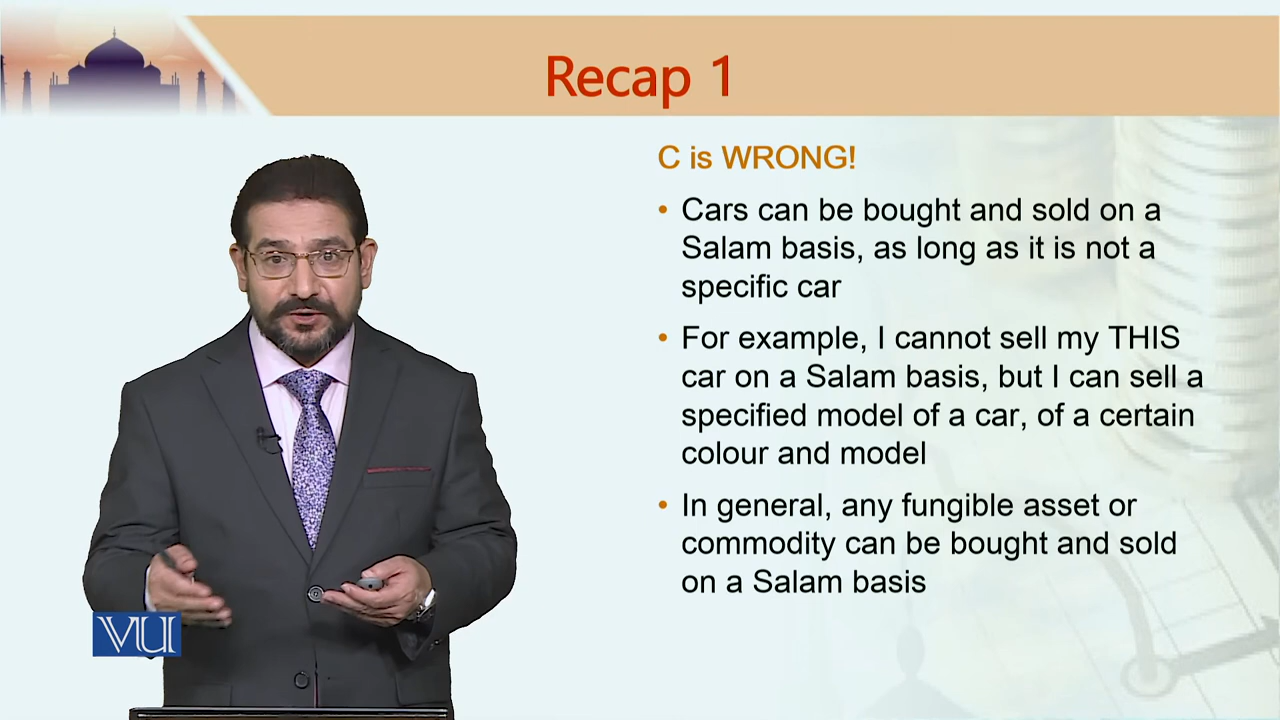 Recap 1
C is WRONG!
• Cars can be bought and sold on a
Salam basis, as long as it is not a
specific car
• For example, I cannot sell my THIS
car on a Salam basis, but I can sell a
specified model of a car, of a certain
colour and model
• In general, any fungible asset or
commodity can be bought and sold
on a Salam basis
VU